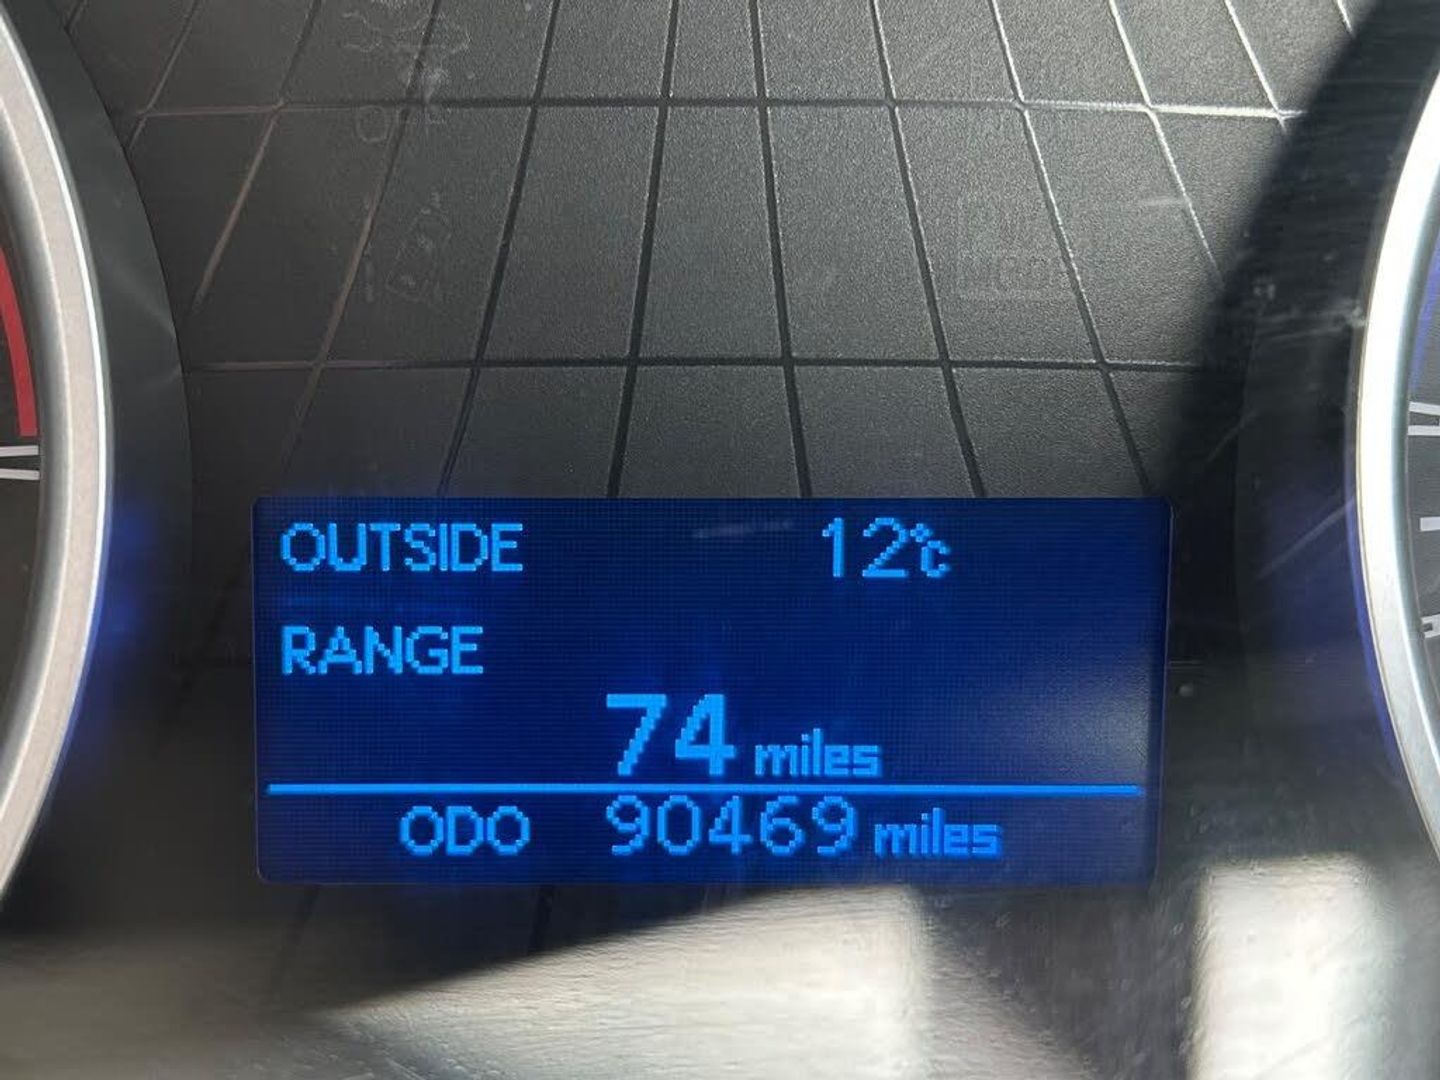 OUTSIDE 12°C
RANGE
74 miles
ODO 90469 miles